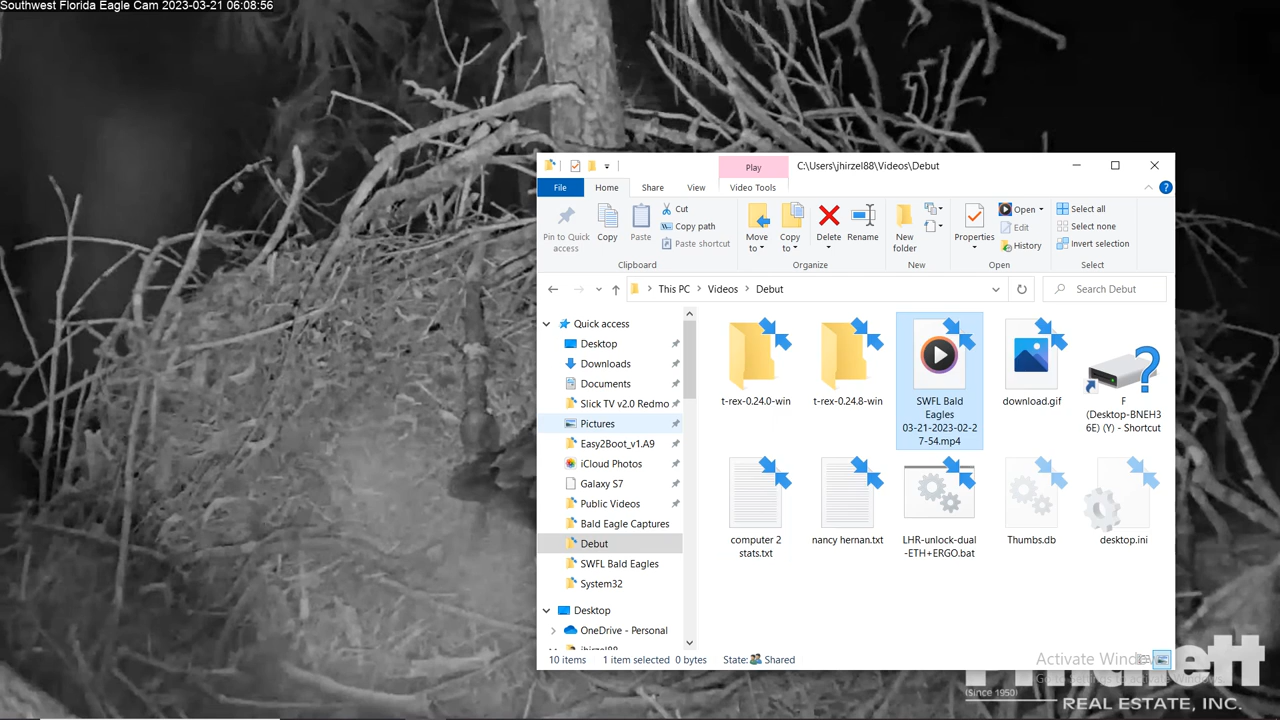 Southwest Florida Eagle Cam 2023-03-21 06:08:56
Play
C:\Users\jhirzel88\Videos\Debut
File
Home
Share
View
Video Tools
Pin to Quick
access
Copy
Paste
Cut
Copy path
Paste shortcut
Move
to
Copy
to
Delete
Rename
New
folder
Properties
Open
Edit
History
Select all
Select none
Invert selection
Clipboard
Organize
New
Open
Select
This PC
Videos
Debut
Search Debut
Quick access
Desktop
Downloads
Documents
Slick TV v2.0 Redmo
Pictures
Easy2Boot_v1.A9
iCloud Photos
Galaxy S7
Public Videos
Bald Eagle Captures
Debut
SWFL Bald Eagles
System32
Desktop
OneDrive - Personal
jhirzel88
t-rex-0.24.0-win
t-rex-0.24.8-win
SWFL Bald
Eagles
03-21-2023-02-2
7-54.mp4
download.gif
F
(Desktop-BNEH3
6E) (Y) - Shortcut
computer 2
stats.txt
nancy hernan.txt
LHR-unlock-dual
-ETH+ERGO.bat
Thumbs.db
desktop.ini
10 items
1 item selected 0 bytes
State: Shared
(Since 1950)
REAL ESTATE, INC.